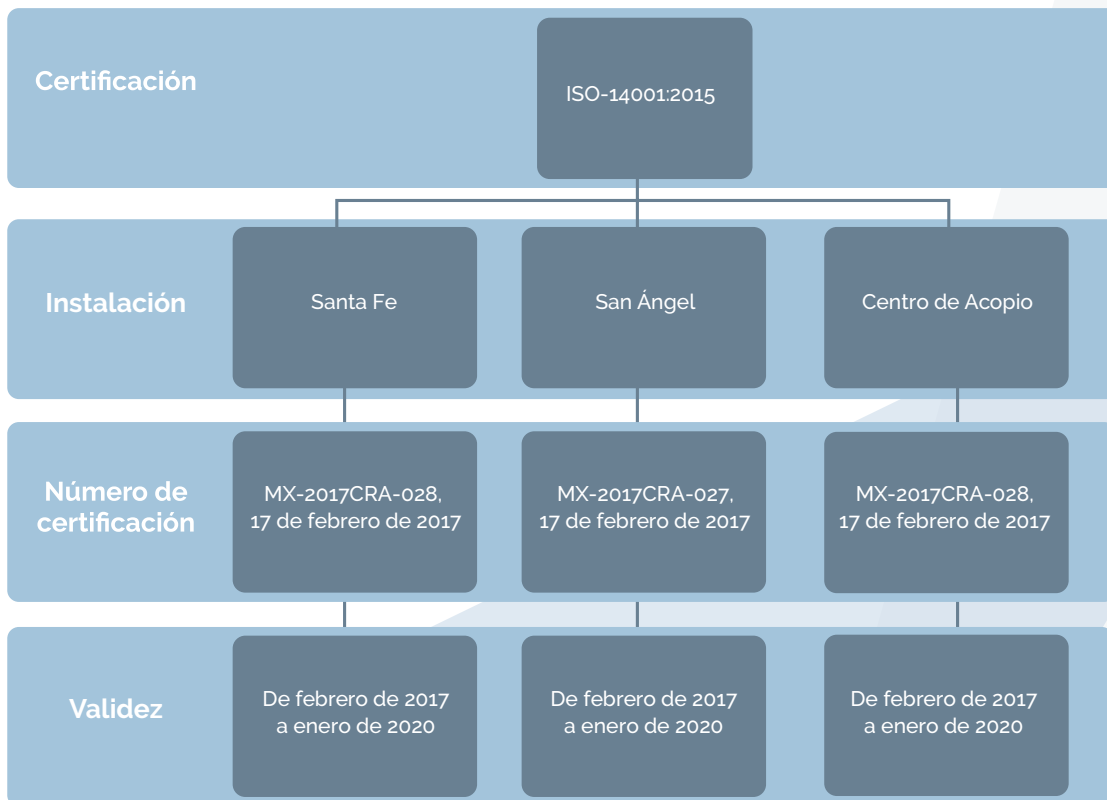 Certificación
ISO-14001:2015
Instalación
Santa Fe
San Ángel
Centro de Acopio
Número de
certificación
MX-2017CRA-028,
17 de febrero de 2017
MX-2017CRA-027,
17 de febrero de 2017
MX-2017CRA-028,
17 de febrero de 2017
Validez
De febrero de 2017
a enero de 2020
De febrero de 2017
a enero de 2020
De febrero de 2017
a enero de 2020